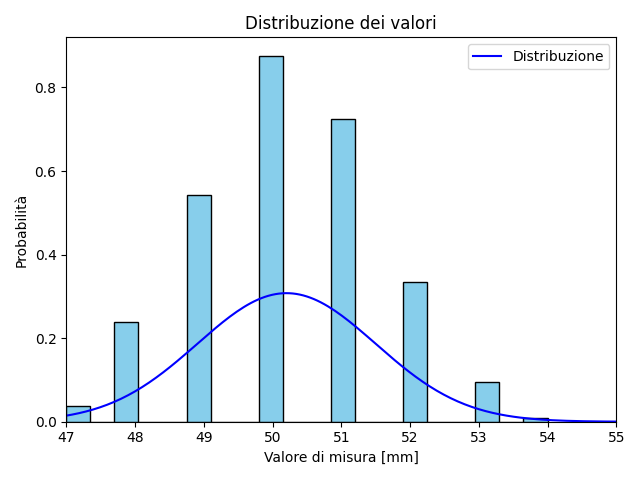 Distribuzione dei valori
Distribuzione
Probabilità
0.8
0.6
0.4
0.2
0.0
47 48 49 50 51 52 53 54 55
Valore di misura [mm]